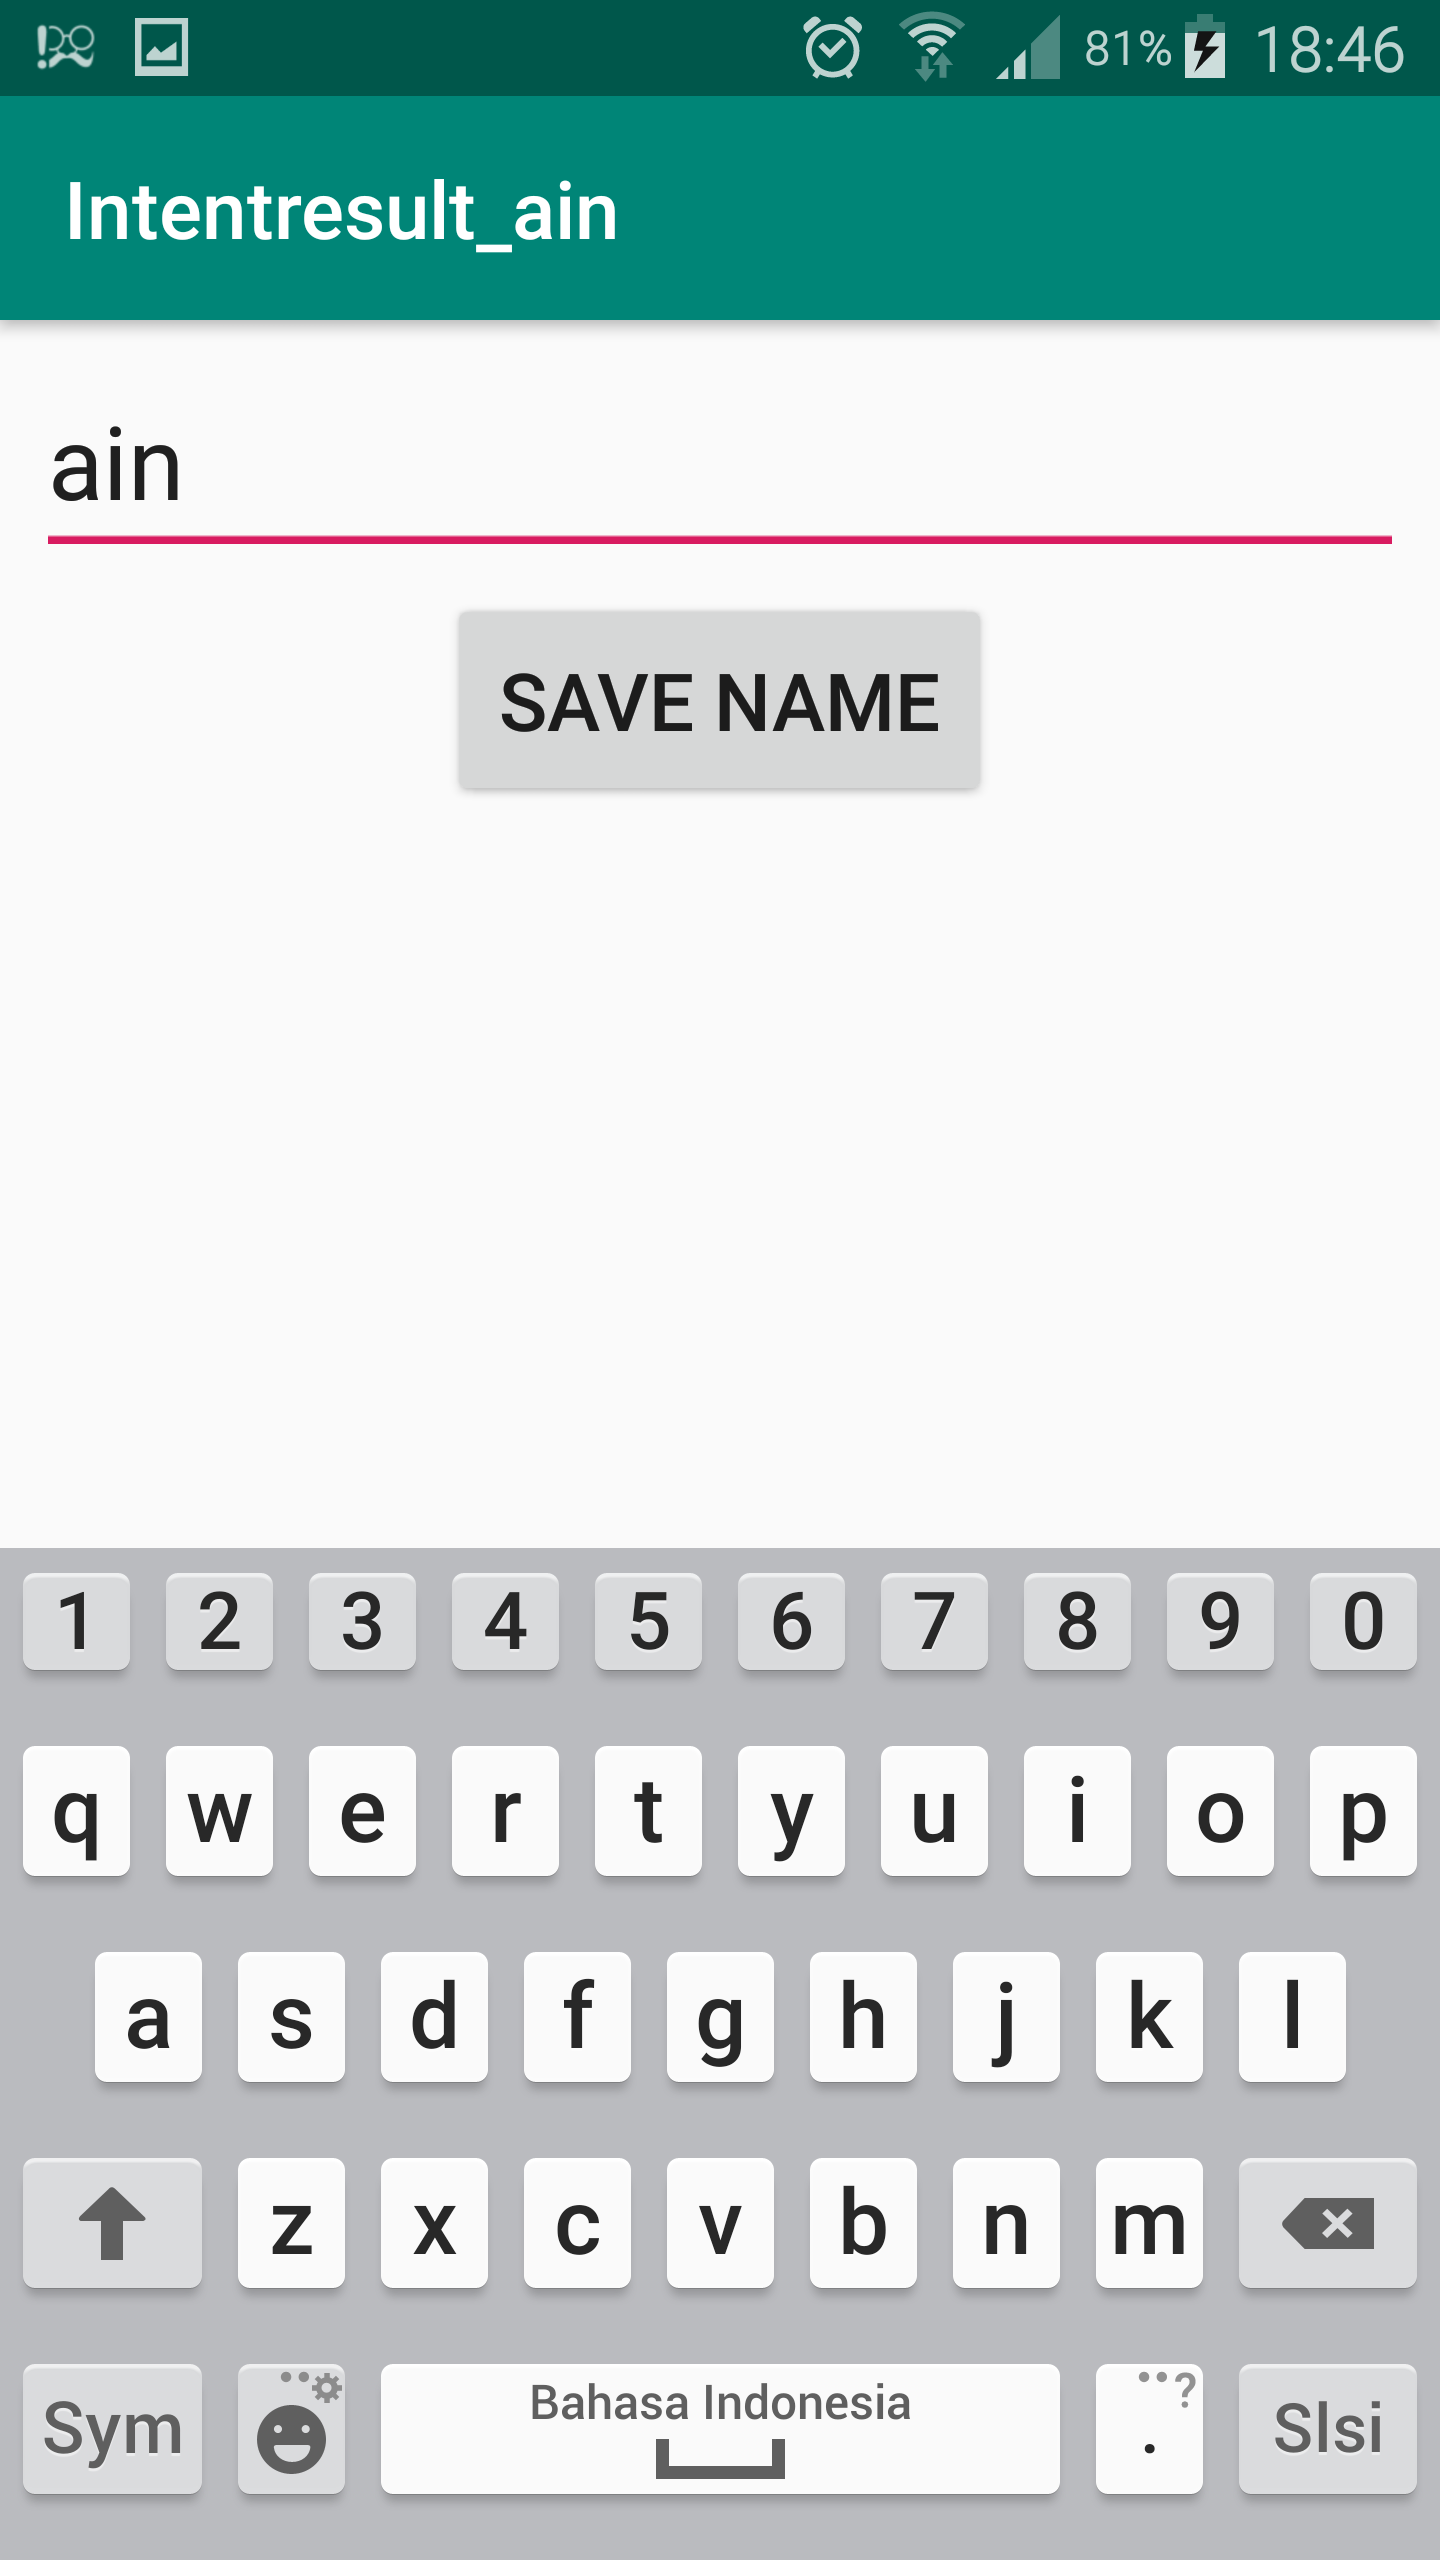 81% 18:46
Intentresult_ain
ain
SAVE NAME
1 2 3 4 5 6 7 8 9 0
q w e r t y u i o p
a s d f g h j k l
z x c v b n m
Sym Bahasa Indonesia . ? Slsi